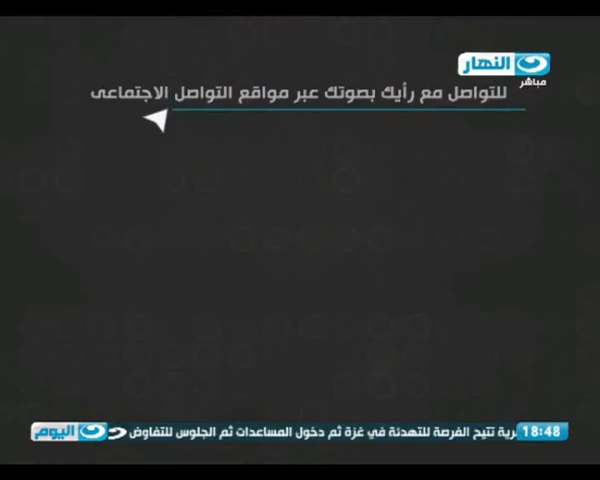 النهار
مباشر
للتواصل مع رأيك بصوتك عبر مواقع التواصل الاجتماعى
18:48
رية تتيح الفرصة للتهدئة في غزة ثم دخول المساعدات ثم الجلوس للتفاوض
اليوم